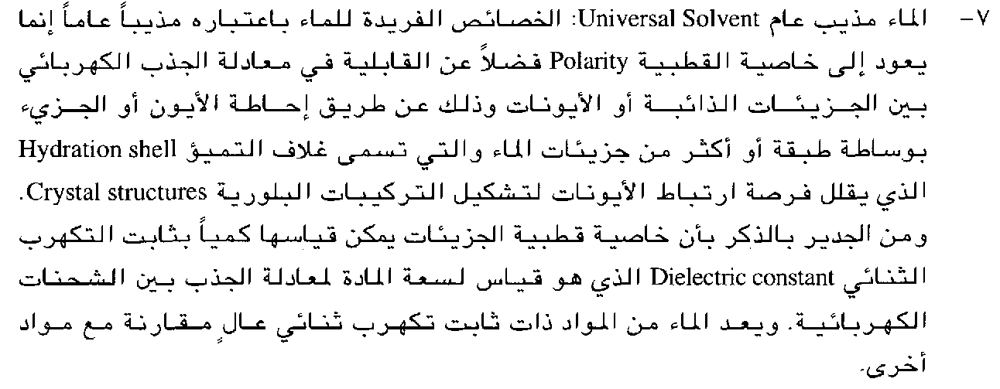 ٧- الماء مذيب عام Universal Solvent: الخصائص الفريدة للماء باعتباره مذيباً عاماً إنما
يعود إلى خاصية القطبية Polarity فضلاً عن القابلية في معادلة الجذب الكهربائي
بين الجزيئات الذائبة أو الأيونات وذلك عن طريق إحاطة الأيون أو الجزيء
بوساطة طبقة أو أكثر من جزيئات الماء والتي تسمى غلاف التميؤ Hydration shell
الذي يقلل فرصة ارتباط الأيونات لتشكيل التركيبات البلورية Crystal structures.
ومن الجدير بالذكر بأن خاصية قطبية الجزيئات يمكن قياسها كمياً بثابت التكهرب
الثنائي Dielectric constant الذي هو قياس لسعة المادة لمعادلة الجذب بين الشحنات
الكهربائية. ويعد الماء من المواد ذات ثابت تكهرب ثنائي عالٍ مقارنة مع مواد
أخرى.